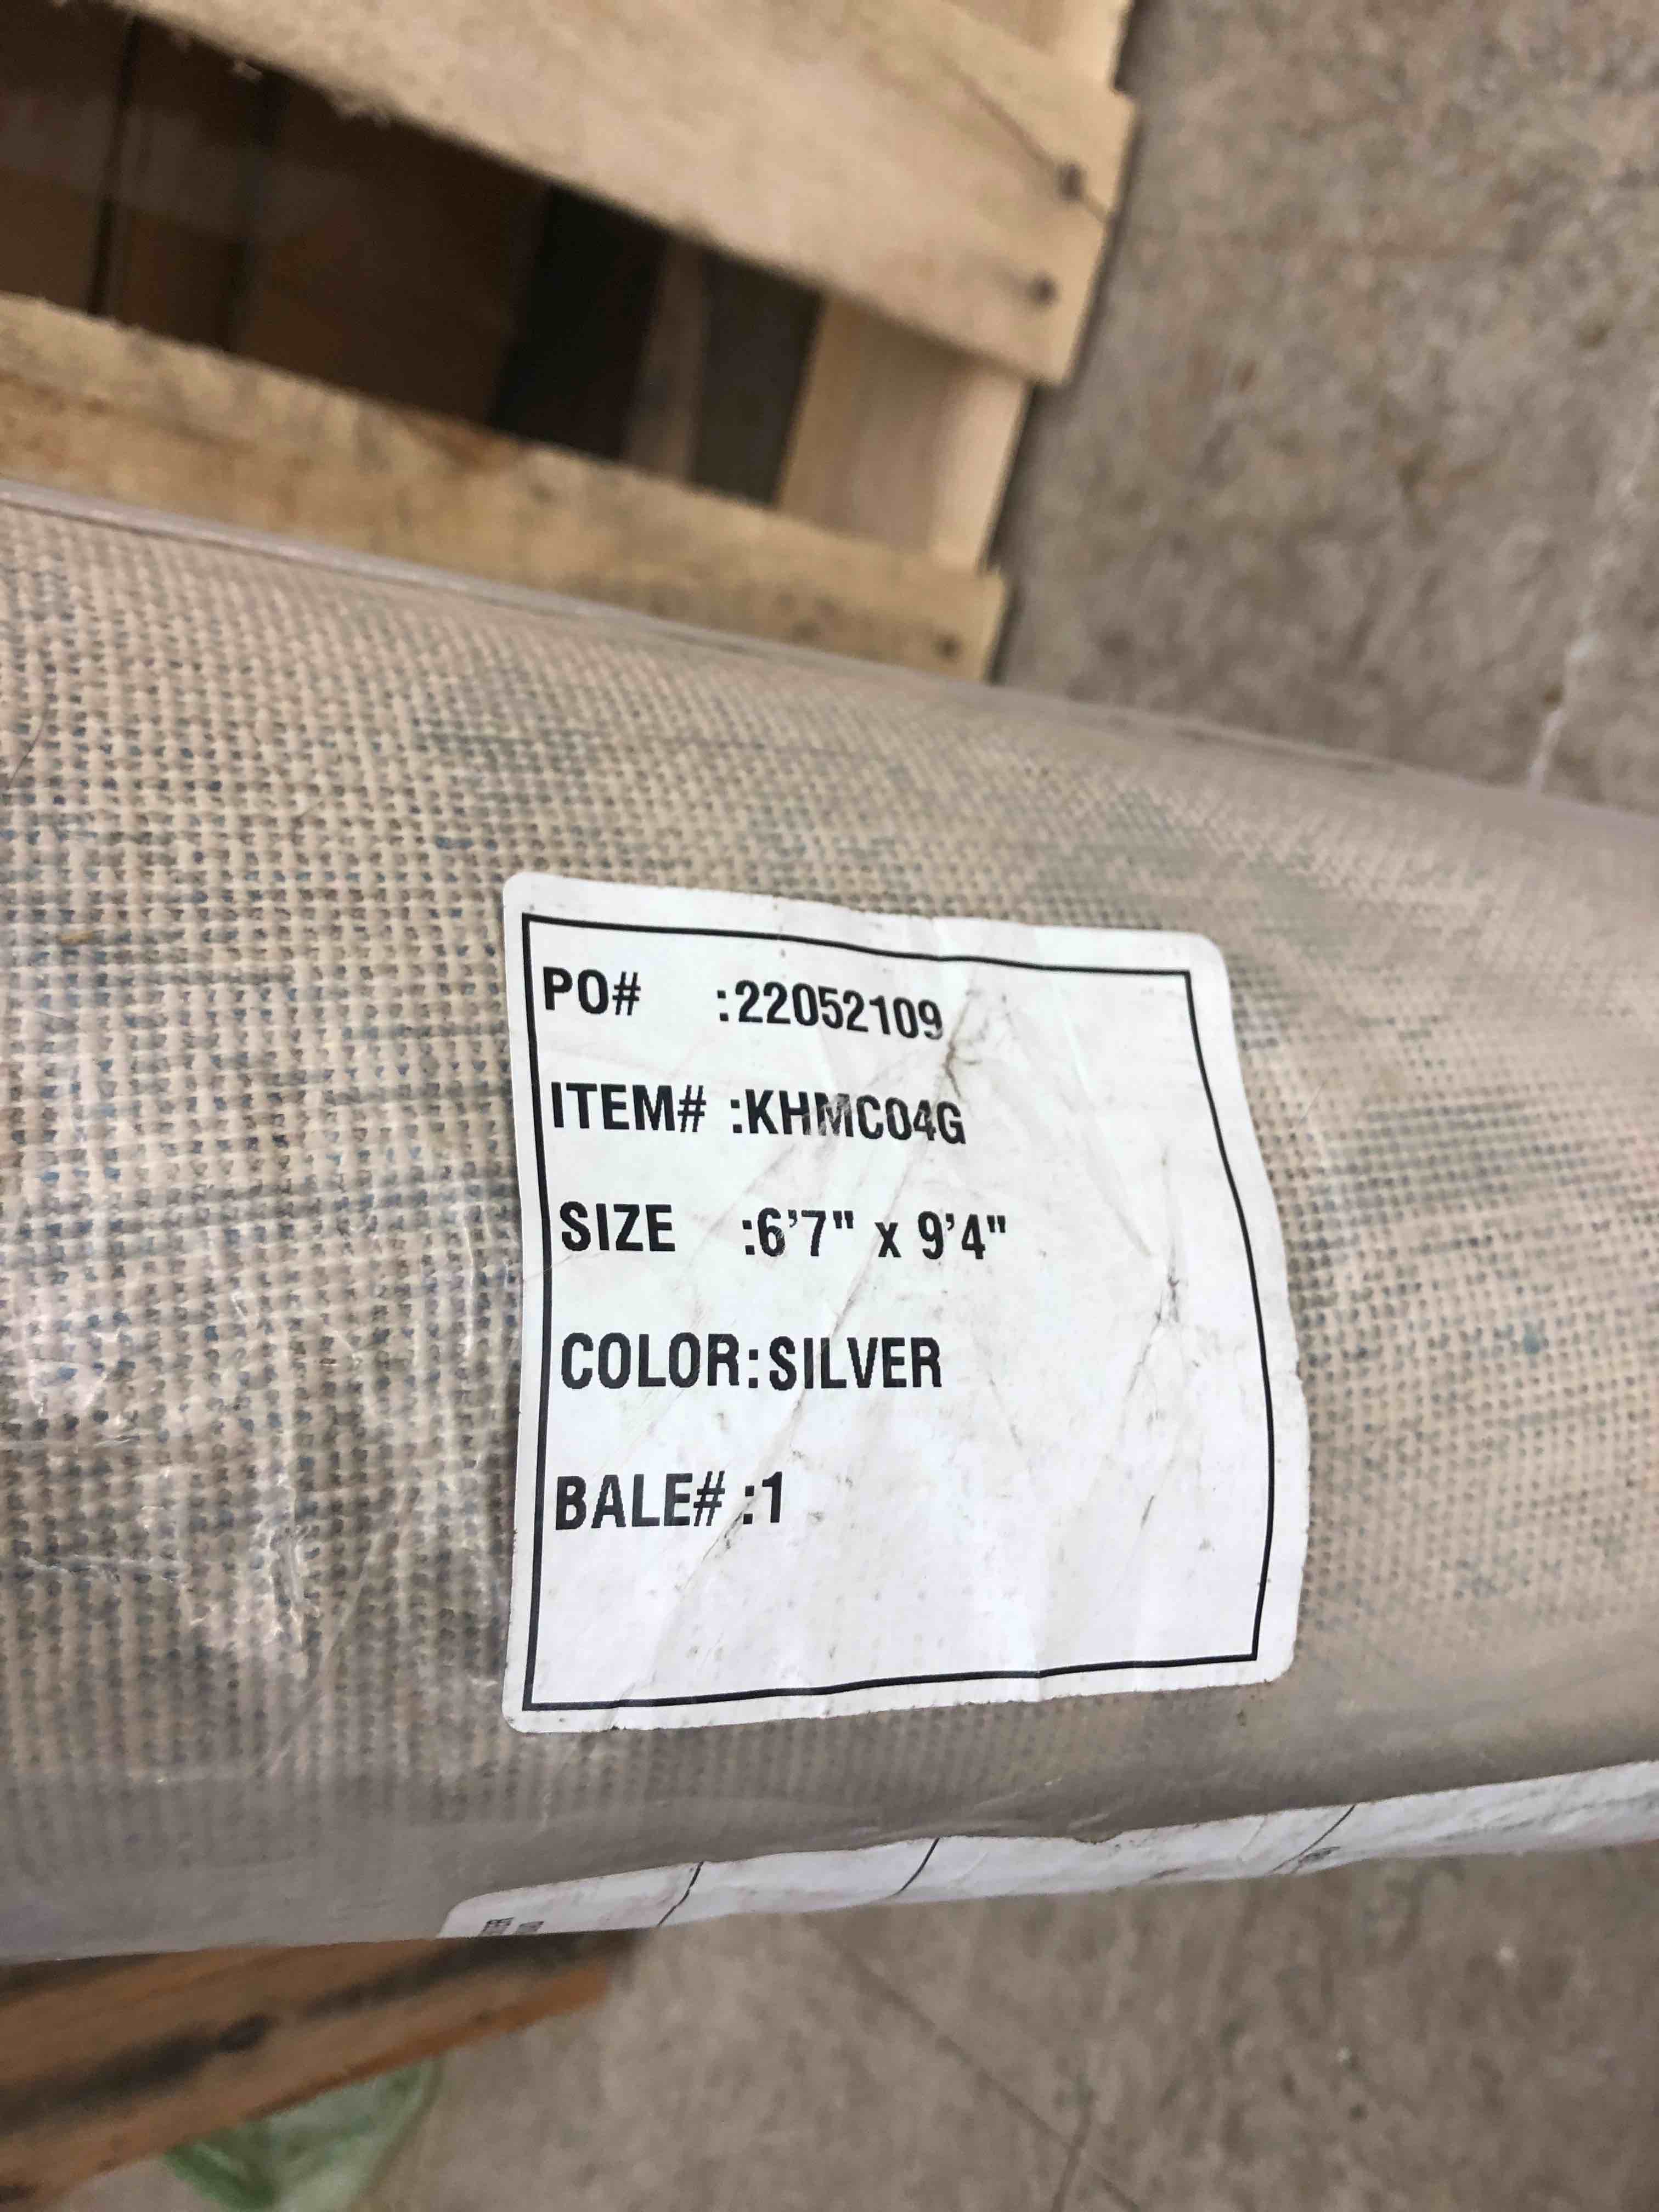 PO# :22052109
ITEM# :KHMC04G
SIZE :6'7" x 9'4"
COLOR:SILVER
BALE# :1